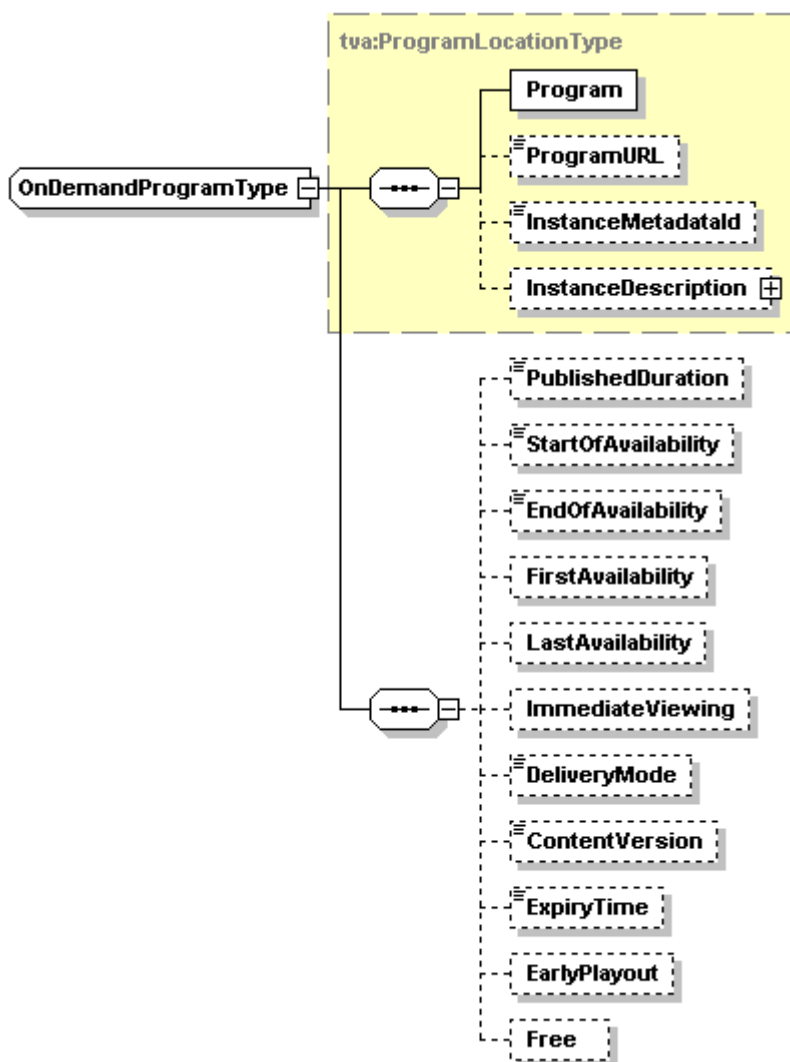 tva:ProgramLocationType
Program
ProgramURL
OnDemandProgramType
InstanceMetadataId
InstanceDescription
PublishedDuration
StartOfAvailability
EndOfAvailability
FirstAvailability
LastAvailability
ImmediateViewing
DeliveryMode
ContentVersion
ExpiryTime
EarlyPlayout
Free